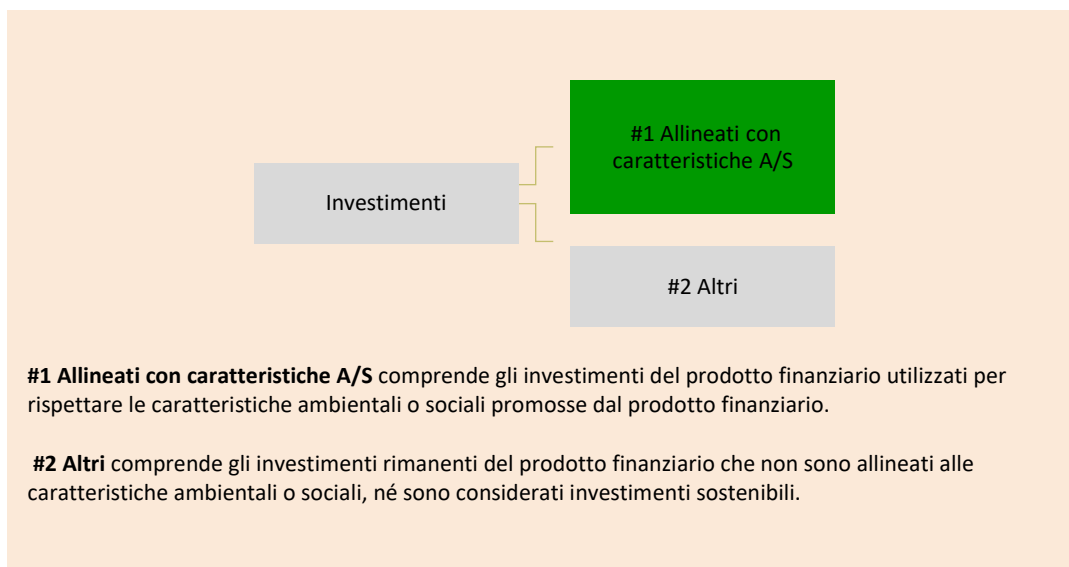 #1 Allineati con
caratteristiche A/S
Investimenti
#2 Altri
#1 Allineati con caratteristiche A/S comprende gli investimenti del prodotto finanziario utilizzati per
rispettare le caratteristiche ambientali o sociali promosse dal prodotto finanziario.
#2 Altri comprende gli investimenti rimanenti del prodotto finanziario che non sono allineati alle
caratteristiche ambientali o sociali, né sono considerati investimenti sostenibili.